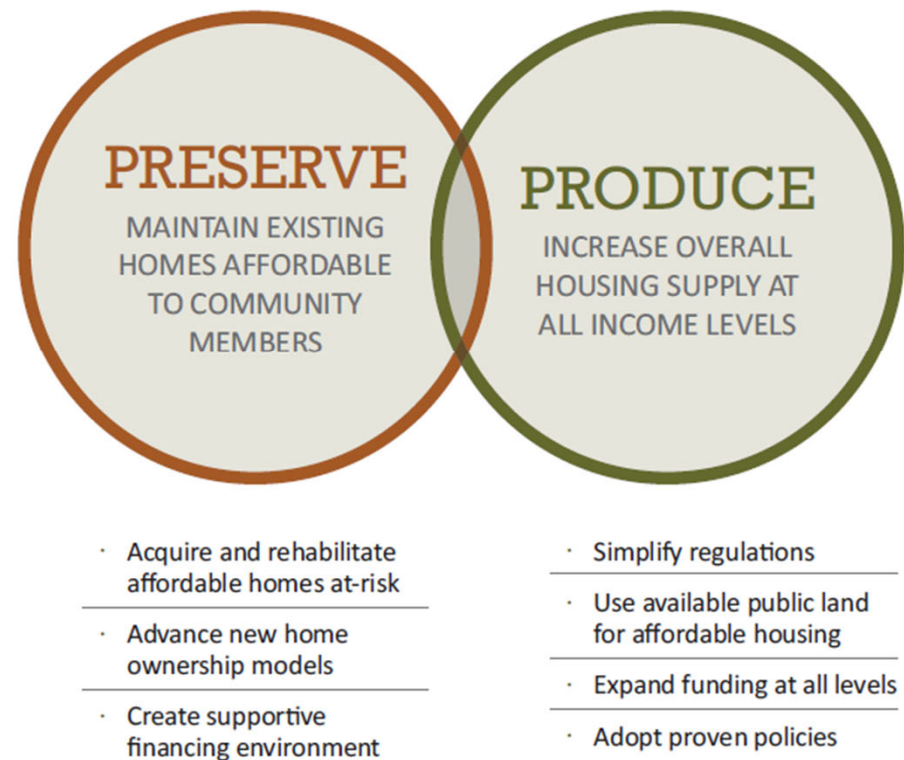 PRESERVE
MAINTAIN EXISTING
HOMES AFFORDABLE
TO COMMUNITY
MEMBERS
PRODUCE
INCREASE OVERALL
HOUSING SUPPLY AT
ALL INCOME LEVELS
· Acquire and rehabilitate
affordable homes at-risk
· Advance new home
ownership models
· Create supportive
financing environment
· Simplify regulations
· Use available public land
for affordable housing
· Expand funding at all levels
· Adopt proven policies